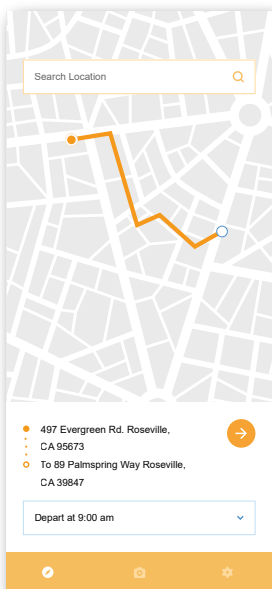 Search Location
497 Evergreen Rd. Roseville,
CA 95673
To 89 Palmspring Way Roseville,
CA 39847
Depart at 9:00 am